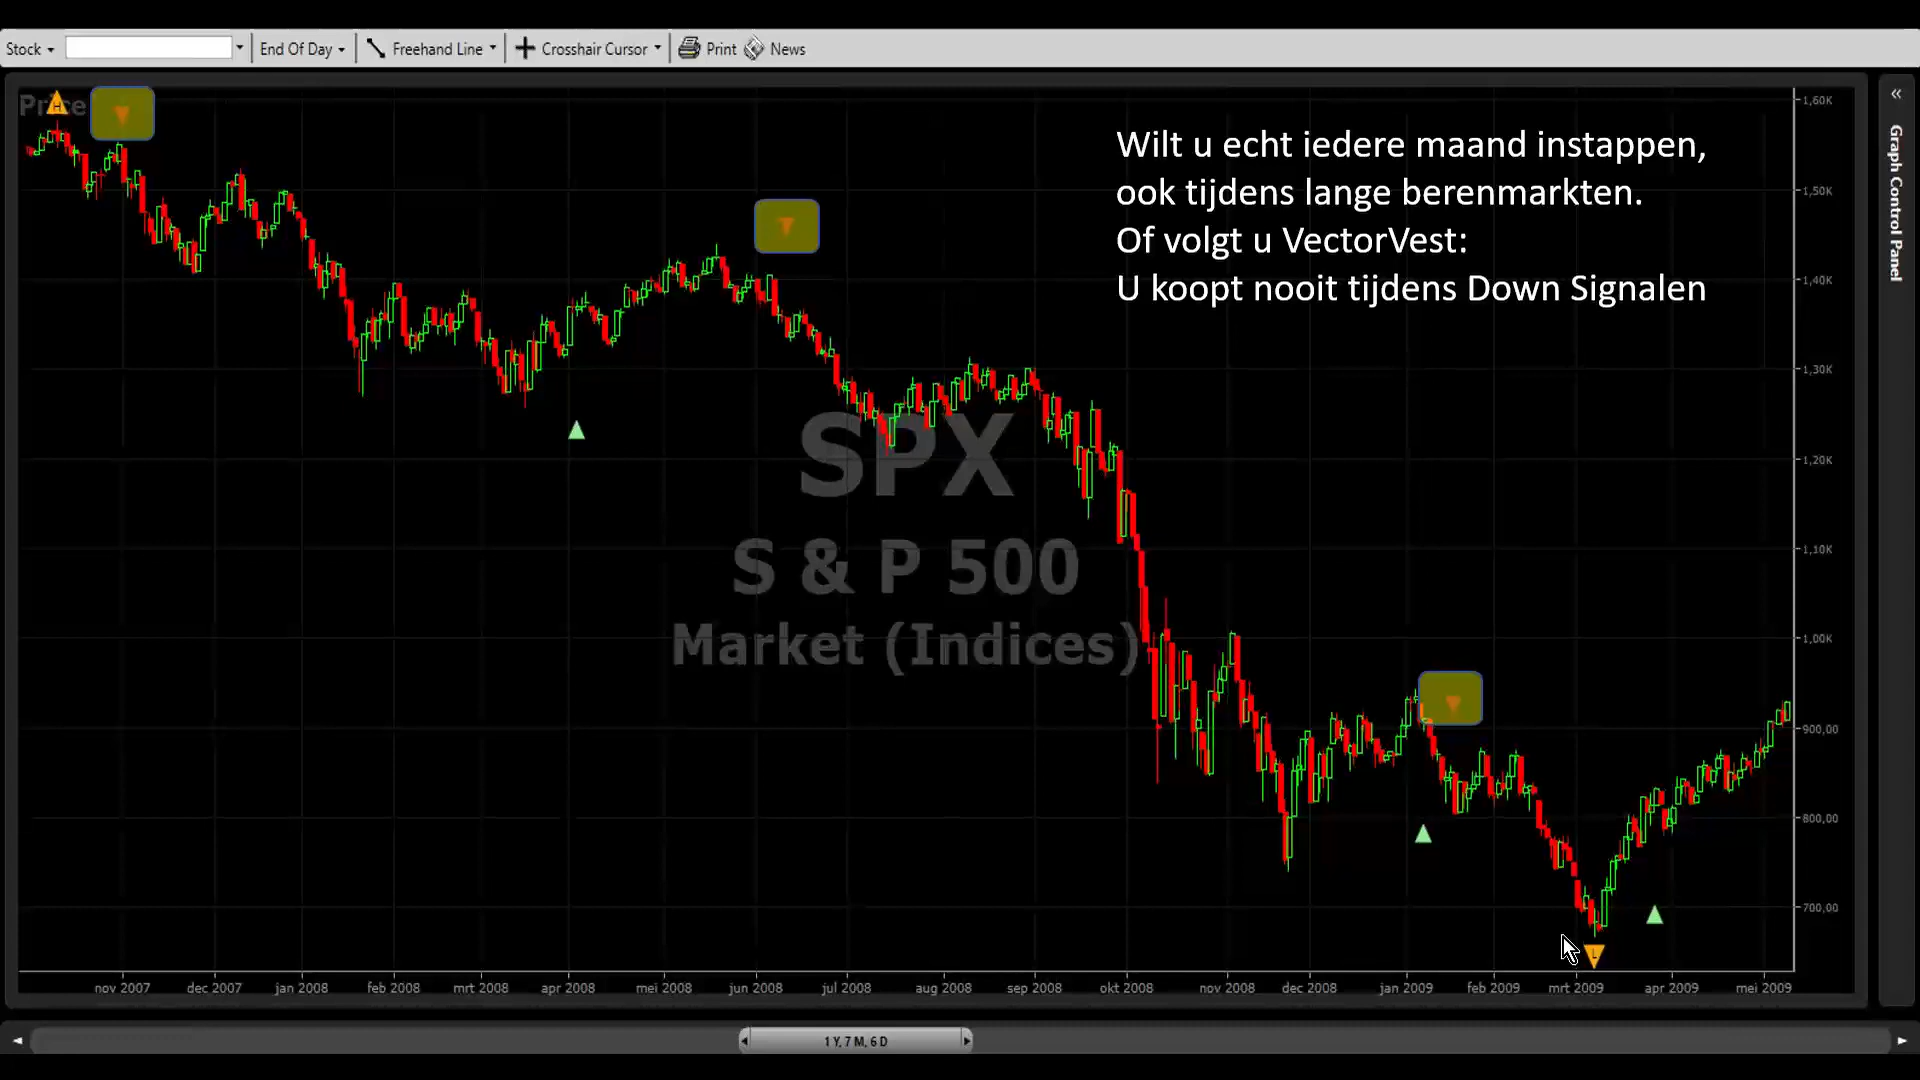 Stock End Of Day Freehand Line Crosshair Cursor Print News
Price
H
Wilt u echt iedere maand instappen,
ook tijdens lange berenmarkten.
Of volgt u VectorVest:
U koopt nooit tijdens Down Signalen
SPX
S & P 500
Market (Indices)
L
1,60K
1,50K
1,40K
1,30K
1,20K
1,10K
1,00K
900,00
800,00
700,00
nov 2007 dec 2007 jan 2008 feb 2008 mrt 2008 apr 2008 mei 2008 jun 2008 jul 2008 aug 2008 sep 2008 okt 2008 nov 2008 dec 2008 jan 2009 feb 2009 mrt 2009 apr 2009 mei 2009
Graph Control Panel
1 Y, 7 M, 6 D